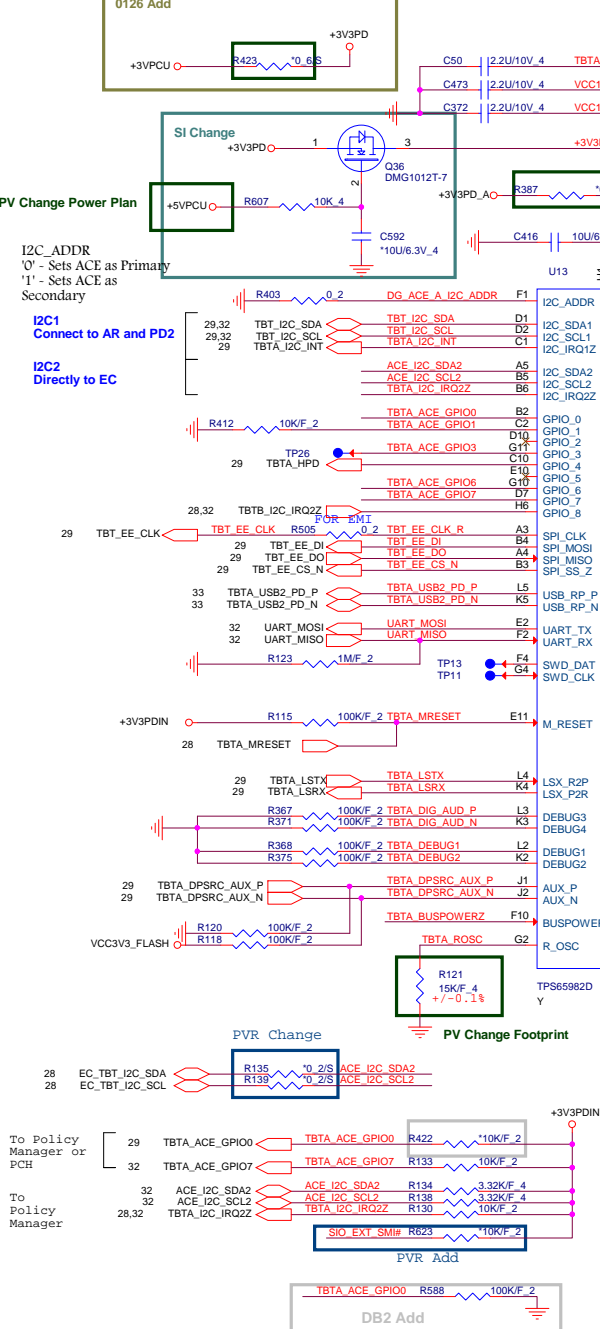 0126 Add
+3VPCU R423 *0_6/S +3V3PD
C50 2.2U/10V_4 TBTA
C473 2.2U/10V_4 VCC1
C372 2.2U/10V_4 VCC1
SI Change
+3V3PD 1 3 +3V3
Q36
DMG1012T-7
2
PV Change Power Plan
+5VPCU R607 10K_4
+3V3PD_A R387
C592
*10U/6.3V_4
C416 10U/6
I2C_ADDR
'0' - Sets ACE as Primary
'1' - Sets ACE as
Secondary
U13
R403 0_2 DG_ACE_A_I2C_ADDR F1 I2C_ADDR
I2C1
Connect to AR and PD2
29,32 TBT_I2C_SDA TBT_I2C_SDA D1 I2C_SDA1
29,32 TBT_I2C_SCL TBT_I2C_SCL D2 I2C_SCL1
29 TBTA_I2C_INT TBTA_I2C_INT C1 I2C_IRQ1Z
I2C2
Directly to EC
ACE_I2C_SDA2 A5 I2C_SDA2
ACE_I2C_SCL2 B5 I2C_SCL2
TBTA_I2C_IRQ2Z B6 I2C_IRQ2Z
TBTA_ACE_GPIO0 B2 GPIO_0
R412 10K/F_2 TBTA_ACE_GPIO1 C2 GPIO_1
D10 GPIO_2
TP26 TBTA_ACE_GPIO3 G11 GPIO_3
29 TBTA_HPD C10 GPIO_4
E10 GPIO_5
TBTA_ACE_GPIO6 G10 GPIO_6
TBTA_ACE_GPIO7 D7 GPIO_7
28,32 TBTB_I2C_IRQ2Z H6 GPIO_8
FOR EMI
29 TBT_EE_CLK TBT_EE_CLK R505 0_2 TBT_EE_CLK_R A3 SPI_CLK
29 TBT_EE_DI TBT_EE_DI B4 SPI_MOSI
29 TBT_EE_DO TBT_EE_DO A4 SPI_MISO
29 TBT_EE_CS_N TBT_EE_CS_N B3 SPI_SS_Z
33 TBTA_USB2_PD_P TBTA_USB2_PD_P L5 USB_RP_P
33 TBTA_USB2_PD_N TBTA_USB2_PD_N K5 USB_RP_N
32 UART_MOSI UART_MOSI E2 UART_TX
32 UART_MISO UART_MISO F2 UART_RX
R123 1M/F_2
TP13 F4 SWD_DAT
TP11 G4 SWD_CLK
+3V3PDIN R115 100K/F_2 TBTA_MRESET E11 M_RESET
28 TBTA_MRESET
29 TBTA_LSTX TBTA_LSTX L4 LSX_R2P
29 TBTA_LSRX TBTA_LSRX K4 LSX_P2R
R367 100K/F_2 TBTA_DIG_AUD_P L3 DEBUG3
R371 100K/F_2 TBTA_DIG_AUD_N K3 DEBUG4
R368 100K/F_2 TBTA_DEBUG1 L2 DEBUG1
R375 100K/F_2 TBTA_DEBUG2 K2 DEBUG2
29 TBTA_DPSRC_AUX_P TBTA_DPSRC_AUX_P J1 AUX_P
29 TBTA_DPSRC_AUX_N TBTA_DPSRC_AUX_N J2 AUX_N
TBTA_BUSPOWERZ F10 BUSPOWER
R120 100K/F_2
VCC3V3_FLASH R118 100K/F_2
TBTA_ROSC G2 R_OSC
R121
15K/F_4
+/-0.1%
TPS65982D
Y
PV Change Footprint
PVR Change
28 EC_TBT_I2C_SDA R135 *0_2/S ACE_I2C_SDA2
28 EC_TBT_I2C_SCL R139 *0_2/S ACE_I2C_SCL2
+3V3PDIN
To Policy
Manager or
PCH
29 TBTA_ACE_GPIO0 TBTA_ACE_GPIO0 R422 *10K/F_2
32 TBTA_ACE_GPIO7 TBTA_ACE_GPIO7 R133 10K/F_2
To
Policy
Manager
32 ACE_I2C_SDA2 ACE_I2C_SDA2 R134 3.32K/F_4
32 ACE_I2C_SCL2 ACE_I2C_SCL2 R138 3.32K/F_4
28,32 TBTA_I2C_IRQ2Z TBTA_I2C_IRQ2Z R130 10K/F_2
SIO_EXT_SMI# R623 *10K/F_2
PVR Add
TBTA_ACE_GPIO0 R588 100K/F_2
DB2 Add